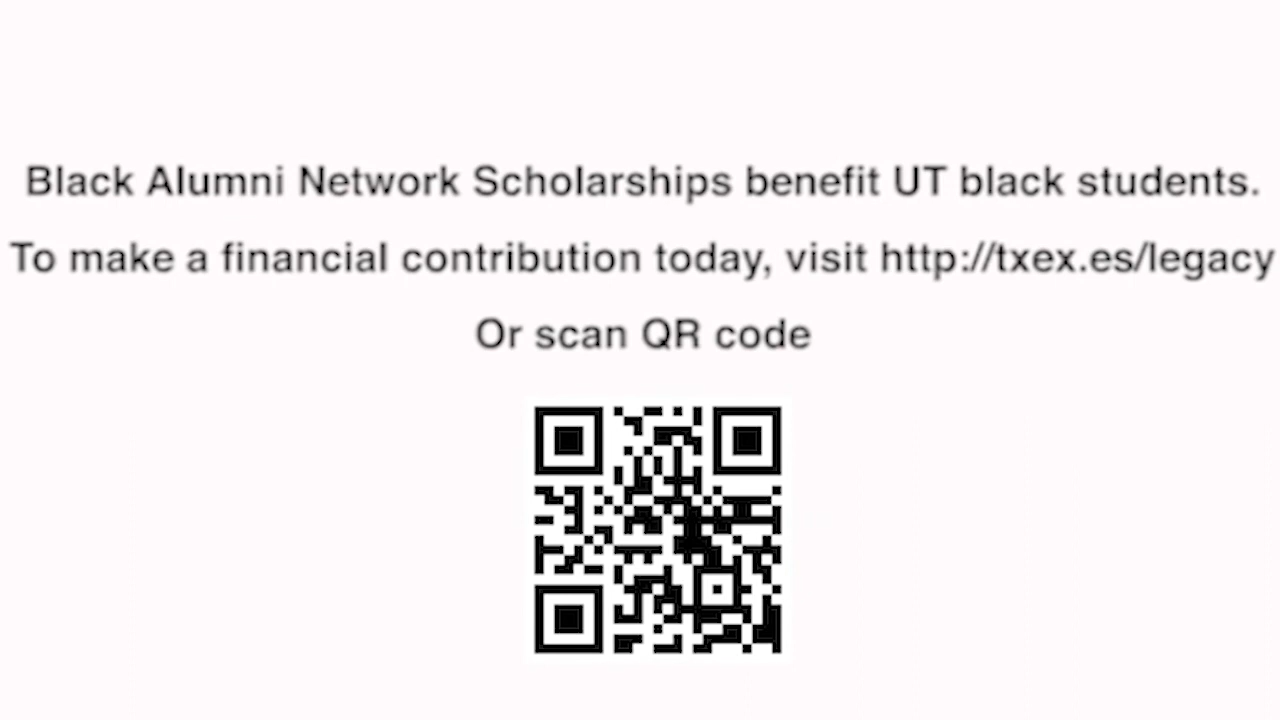 Black Alumni Network Scholarships benefit UT black students.
To make a financial contribution today, visit http://txex.es/legacy
Or scan QR code